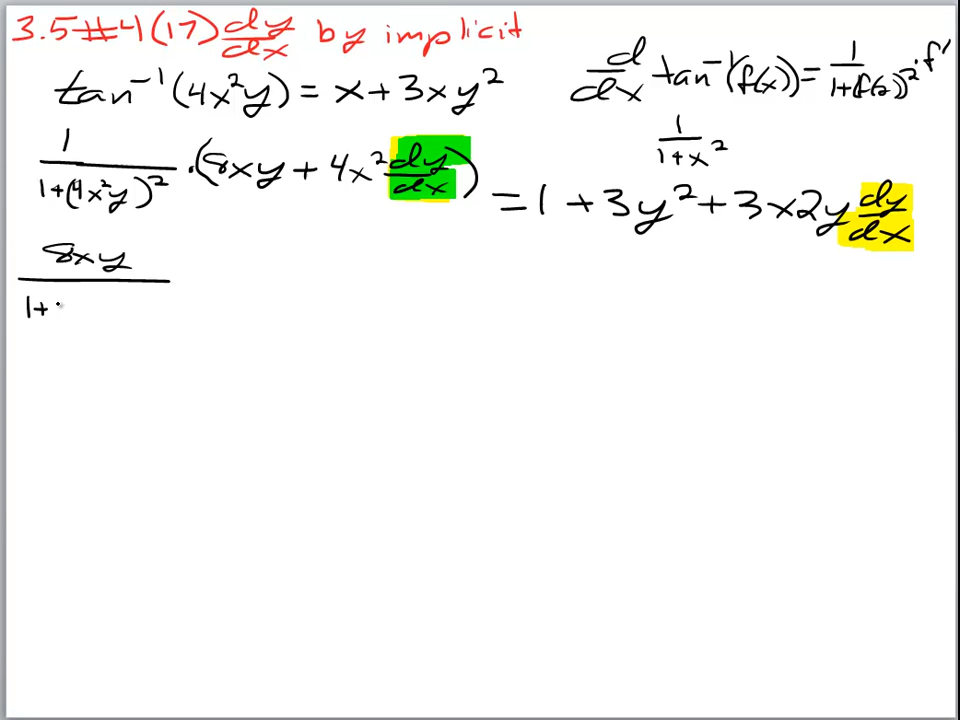 3.5#4(17) dy/dx by implicit
tan⁻¹(4x²y) = x + 3xy²
d/dx tan⁻¹(f(x)) = 1/(1+(f(x))²) · f'
1/(1+x²)
1/(1+(4x²y)²) · (8xy + 4x² dy/dx) = 1 + 3y² + 3x2y dy/dx
8xy/(1+·